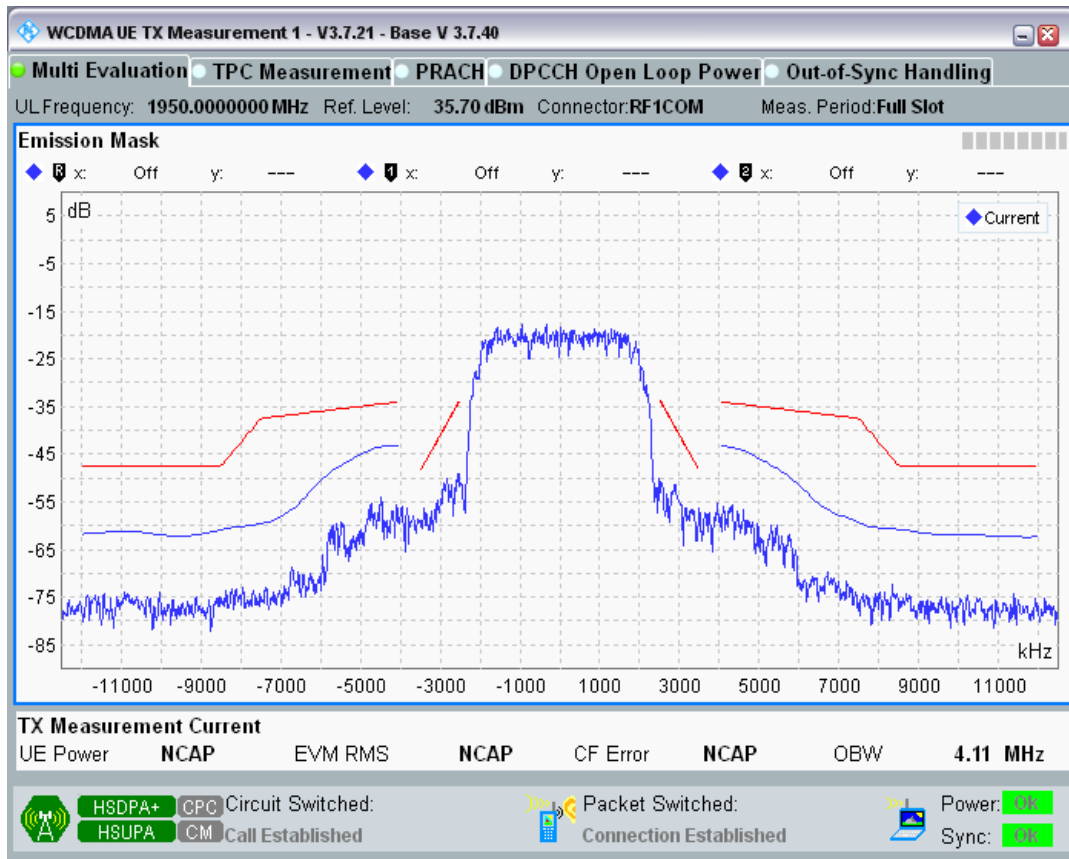 WCDMA UE TX Measurement 1 - V3.7.21 - Base V 3.7.40
Multi Evaluation TPC Measurement PRACH DPCCH Open Loop Power Out-of-Sync Handling
UL Frequency: 1950.0000000 MHz Ref. Level: 35.70 dBm Connector: RF1COM Meas. Period: Full Slot
Emission Mask
R x: Off y: --- 1 x: Off y: --- 2 x: Off y: ---
dB
Current
5
-5
-15
-25
-35
-45
-55
-65
-75
-85
kHz
-11000 -9000 -7000 -5000 -3000 -1000 1000 3000 5000 7000 9000 11000
TX Measurement Current
UE Power NCAP EVM RMS NCAP CF Error NCAP OBW 4.11 MHz
HSDPA+ CPC Circuit Switched: Packet Switched: Power: Ok
HSUPA CM Call Established Connection Established Sync: Ok